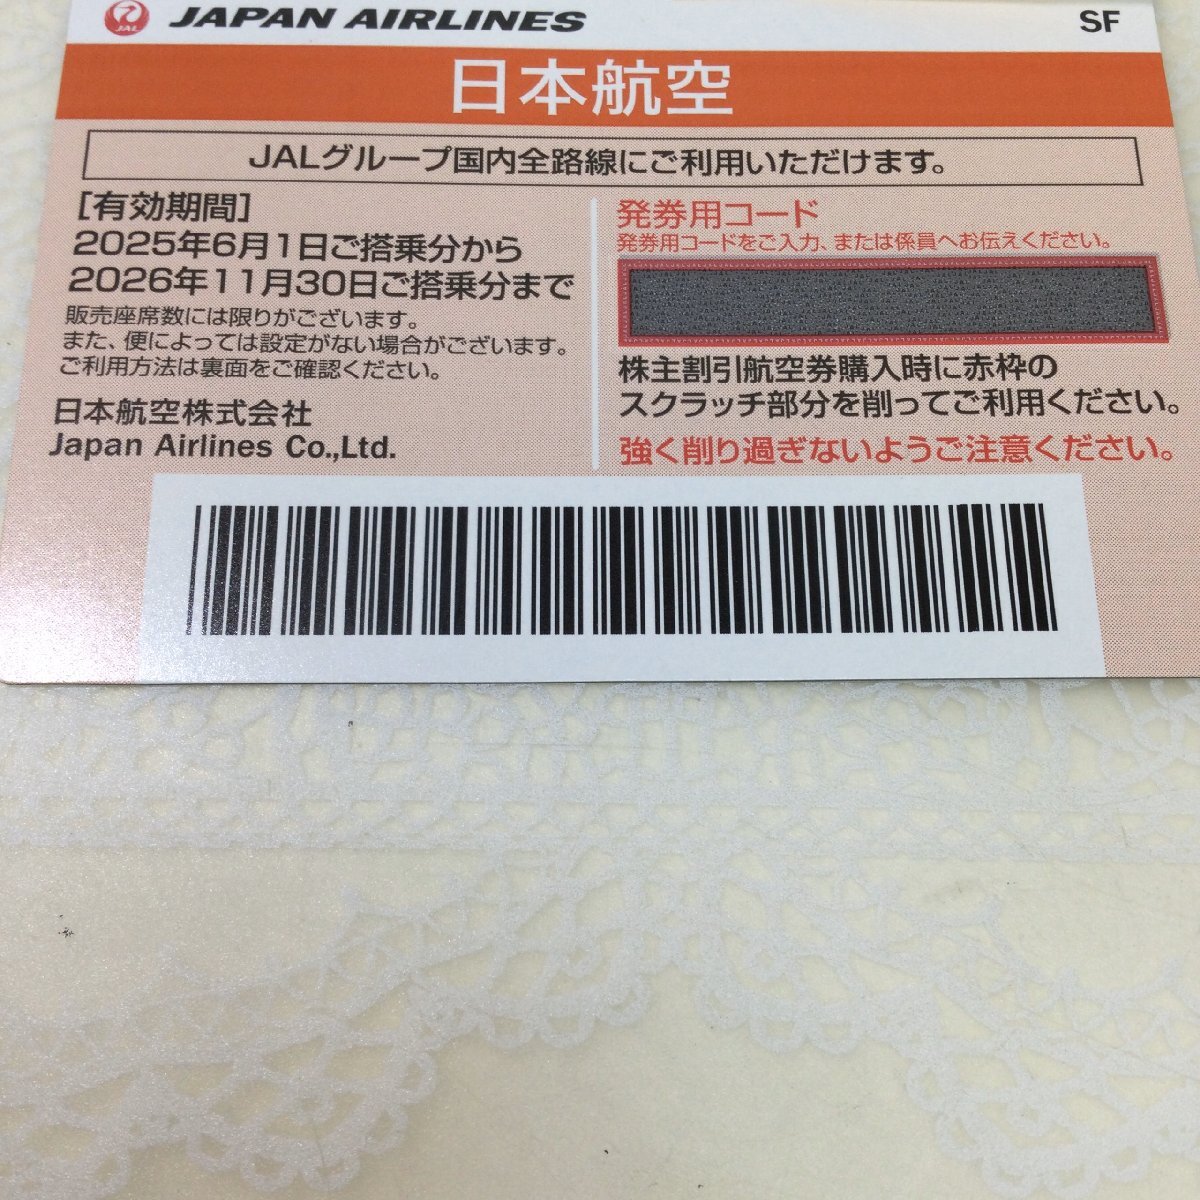 JAL
JAPAN AIRLINES
SF
日本航空
JALグループ国内全路線にご利用いただけます。
[有効期間]
2025年6月1日ご搭乗分から
2026年11月30日ご搭乗分まで
販売座席数には限りがございます。
また、便によっては設定がない場合がございます。
ご利用方法は裏面をご確認ください。
日本航空株式会社
Japan Airlines Co.,Ltd.
発券用コード
発券用コードをご入力、または係員へお伝えください。
株主割引航空券購入時に赤枠の
スクラッチ部分を削ってご利用ください。
強く削り過ぎないようご注意ください。